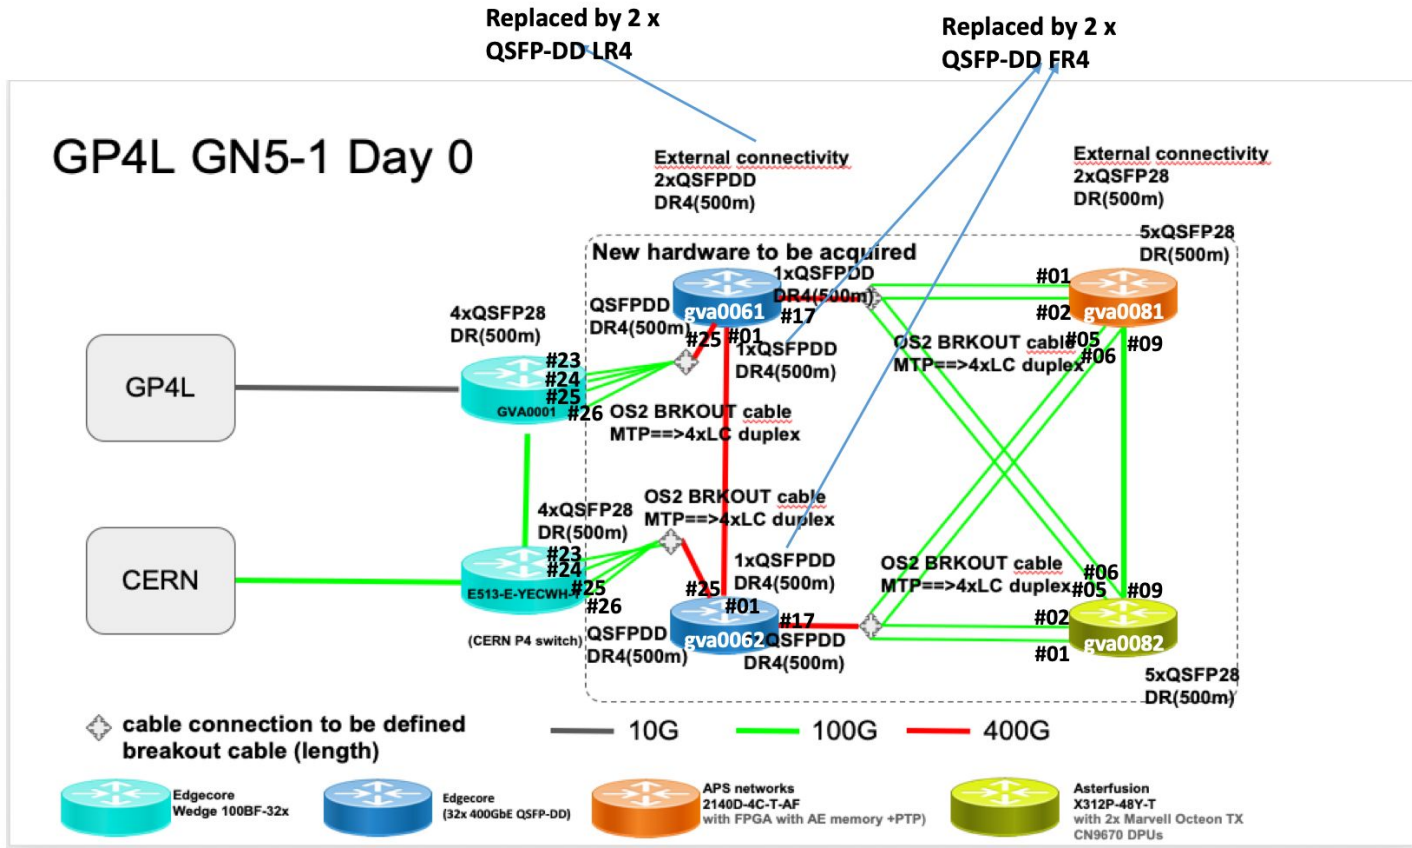 Replaced by 2 x
QSFP-DD LR4
Replaced by 2 x
QSFP-DD FR4
GP4L GN5-1 Day 0
External connectivity
2xQSFPDD
DR4(500m)
External connectivity
2xQSFP28
DR(500m)
5xQSFP28
DR(500m)
New hardware to be acquired
1xQSFPDD
DR4(500m)
#01
gva0081
#02
QSFPDD
DR4(500m)
gva0061
#17
#25
#01
4xQSFP28
DR(500m)
1xQSFPDD
DR4(500m)
OS2 BRKOUT cable
MTP==>4xLC duplex
#05
#06
#09
GP4L
#23
#24
#25
#26
GVA0001
OS2 BRKOUT cable
MTP==>4xLC duplex
OS2 BRKOUT cable
MTP==>4xLC duplex
4xQSFP28
DR(500m)
CERN
#23
#24
#25
#26
E513-E-YECWH-
(CERN P4 switch)
1xQSFPDD
DR4(500m)
#25
#01
#17
gva0062
QSFPDD
DR4(500m)
QSFPDD
DR4(500m)
OS2 BRKOUT cable
MTP==>4xLC duplex
#06
#05
#09
#02
gva0082
#01
5xQSFP28
DR(500m)
cable connection to be defined
breakout cable (length)
10G
100G
400G
Edgecore
Wedge 100BF-32x
Edgecore
(32x 400GbE QSFP-DD)
APS networks
2140D-4C-T-AF
with FPGA with AE memory +PTP)
Asterfusion
X312P-48Y-T
with 2x Marvell Octeon TX
CN9670 DPUs